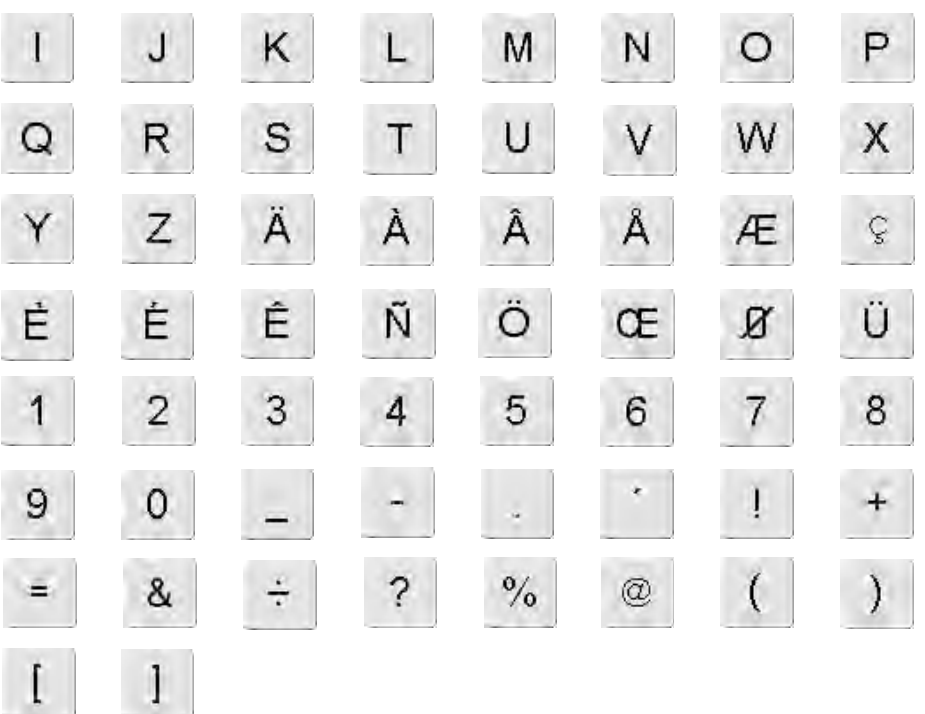 I J K L M N O P
Q R S T U V W X
Y Z Ä À Â Å Æ ç
È É Ê Ñ Ö Œ Ø Ü
1 2 3 4 5 6 7 8
9 0 _ - . ' ! +
= & ÷ ? % @ ( )
[ ]